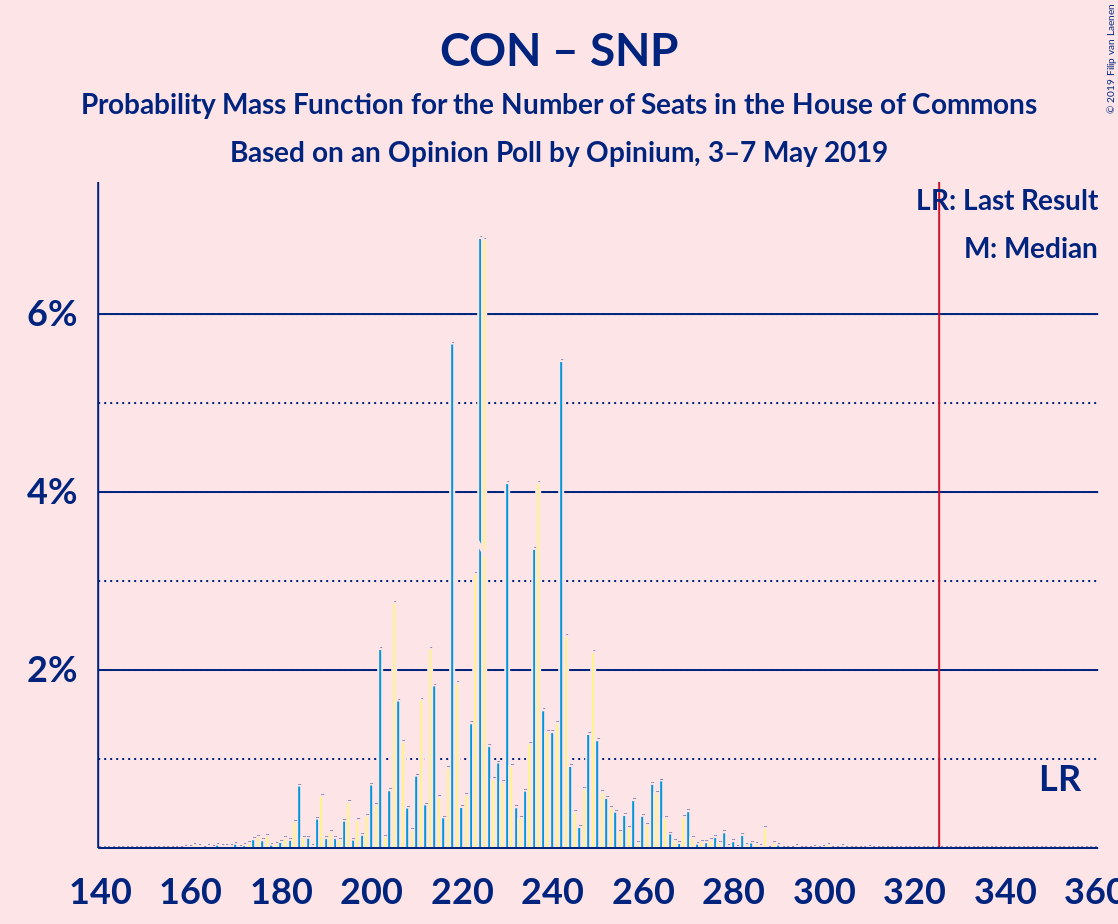 CON – SNP
Probability Mass Function for the Number of Seats in the House of Commons
Based on an Opinion Poll by Opinium, 3–7 May 2019
© 2019 Filip van Laenen
LR: Last Result
M: Median
6%
4%
2%
LR
140 160 180 200 220 240 260 280 300 320 340 360